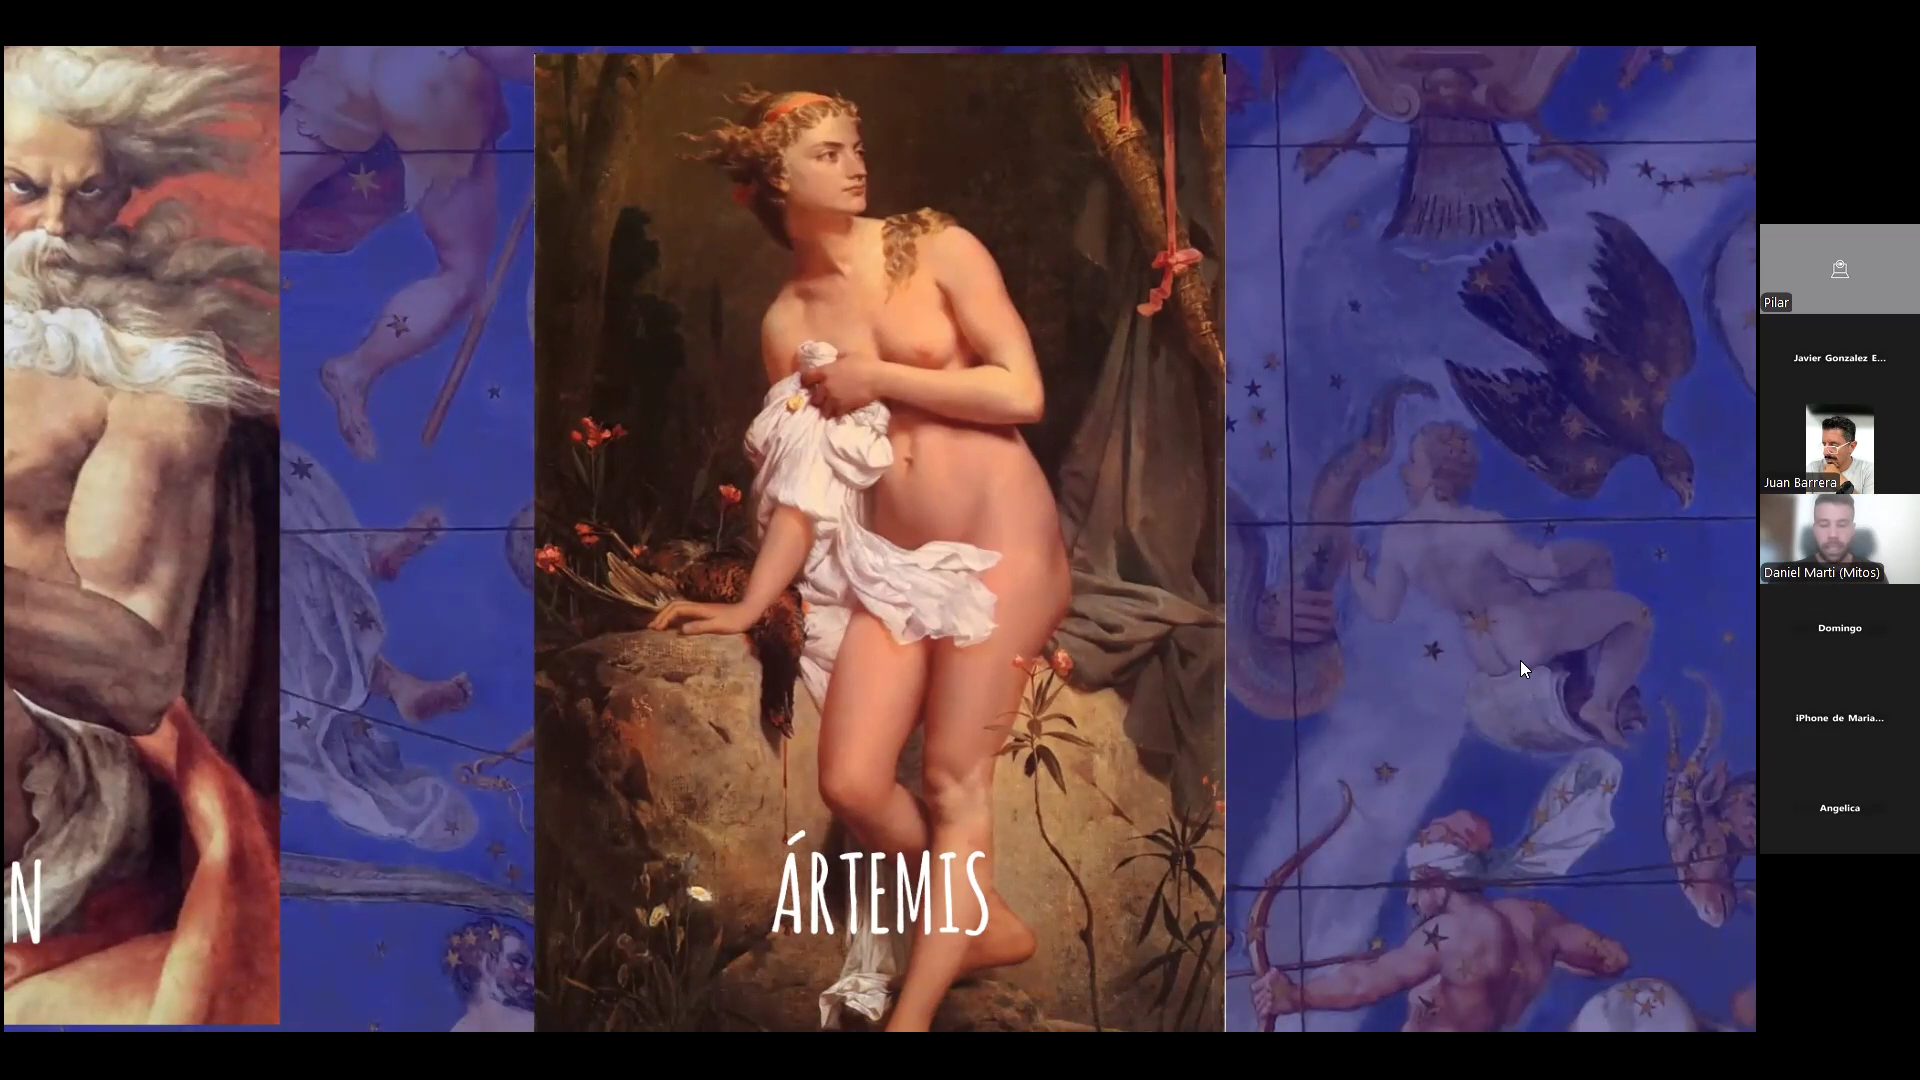 N
ÁRTEMIS
Pilar
Javier Gonzalez E...
Juan Barrera
Daniel Marti (Mitos)
Domingo
iPhone de Maria...
Angelica